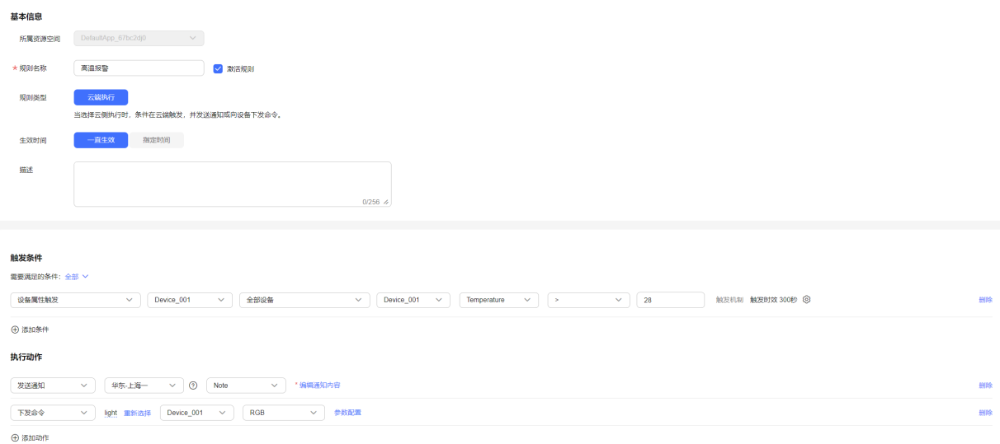 基本信息
所属资源空间 DefaultApp_67bc2dj0
* 规则名称 高温报警 激活规则
规则类型 云端执行
当选择云侧执行时，条件在云端触发，并发送通知或向设备下发命令。
生效时间 一直生效 指定时间
描述
0/256
触发条件
需要满足的条件: 全部
设备属性触发 Device_001 全部设备 Device_001 Temperature > 28 触发机制 触发时效 300秒 删除
添加条件
执行动作
发送通知 华东-上海一 Note * 编辑通知内容 删除
下发命令 light 重新选择 Device_001 RGB 参数配置 删除
添加动作